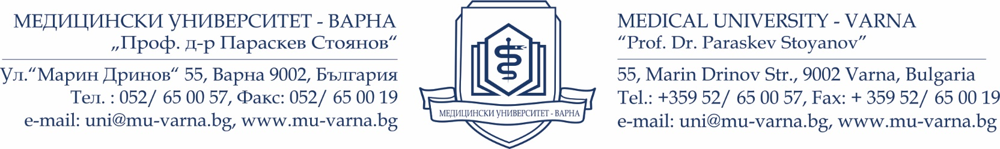 МЕДИЦИНСКИ УНИВЕРСИТЕТ - ВАРНА
„Проф. д-р Параскев Стоянов“
Ул.“Марин Дринов“ 55, Варна 9002, България
Тел. : 052/ 65 00 57, Факс: 052/ 65 00 19
e-mail: uni@mu-varna.bg, www.mu-varna.bg
МЕДИЦИНСКИ УНИВЕРСИТЕТ - ВАРНА
MEDICAL UNIVERSITY - VARNA
“Prof. Dr. Paraskev Stoyanov”
55, Marin Drinov Str., 9002 Varna, Bulgaria
Tel.: +359 52/ 65 00 57, Fax: + 359 52/ 65 00 19
e-mail: uni@mu-varna.bg, www.mu-varna.bg